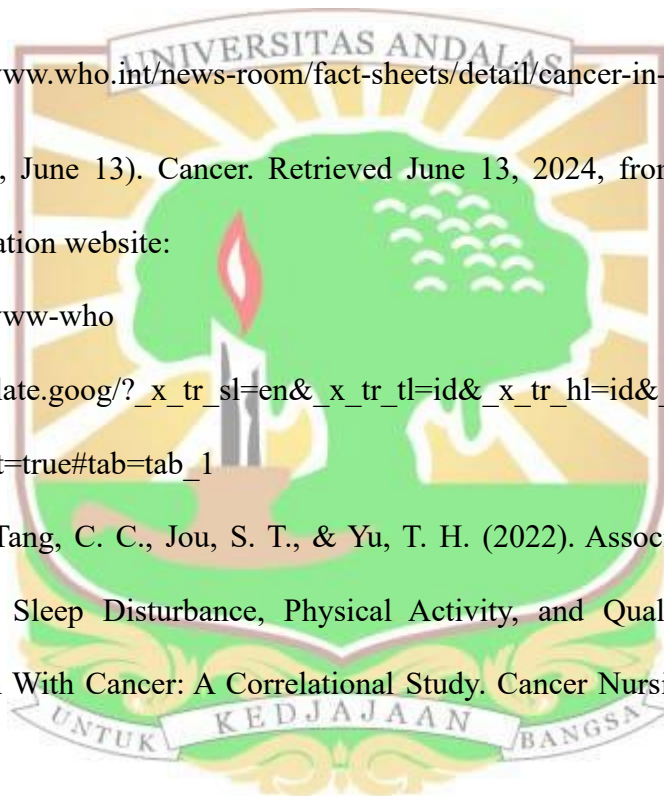 UNIVERSITAS ANDALAS
www.who.int/news-room/fact-sheets/detail/cancer-in-
, June 13). Cancer. Retrieved June 13, 2024, from
ation website:
www-who
late.goog/?_x_tr_sl=en&_x_tr_tl=id&_x_tr_hl=id&_
t=true#tab=tab_1
Tang, C. C., Jou, S. T., & Yu, T. H. (2022). Assoc
Sleep Disturbance, Physical Activity, and Qual
With Cancer: A Correlational Study. Cancer Nursi
UNTUK KEDJAJAAN BANGSA